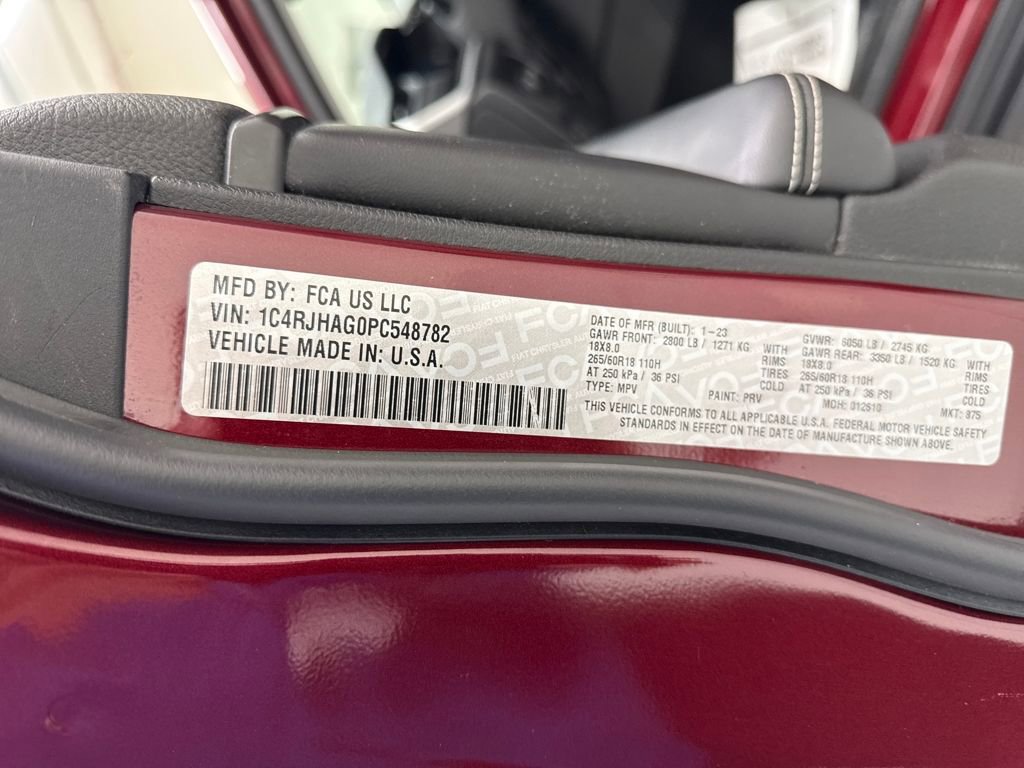 MFD BY: FCA US LLC
VIN: 1C4RJHAG0PC548782
VEHICLE MADE IN: U.S.A.
DATE OF MFR (BUILT): 1-23
GVWR: 6050 LB / 2745 KG
GAWR FRONT: 2800 LB / 1271 KG WITH
GAWR REAR: 3350 LB / 1520 KG WITH
18X8.0 RIMS
18X8.0 RIMS
265/60R18 110H TIRES
265/60R18 110H TIRES
AT 250 kPa / 36 PSI COLD
AT 250 kPa / 36 PSI COLD
TYPE: MPV
PAINT: PRV
MDH: 012510
MKT: 875
THIS VEHICLE CONFORMS TO ALL APPLICABLE U.S.A. FEDERAL MOTOR VEHICLE SAFETY
STANDARDS IN EFFECT ON THE DATE OF MANUFACTURE SHOWN ABOVE.